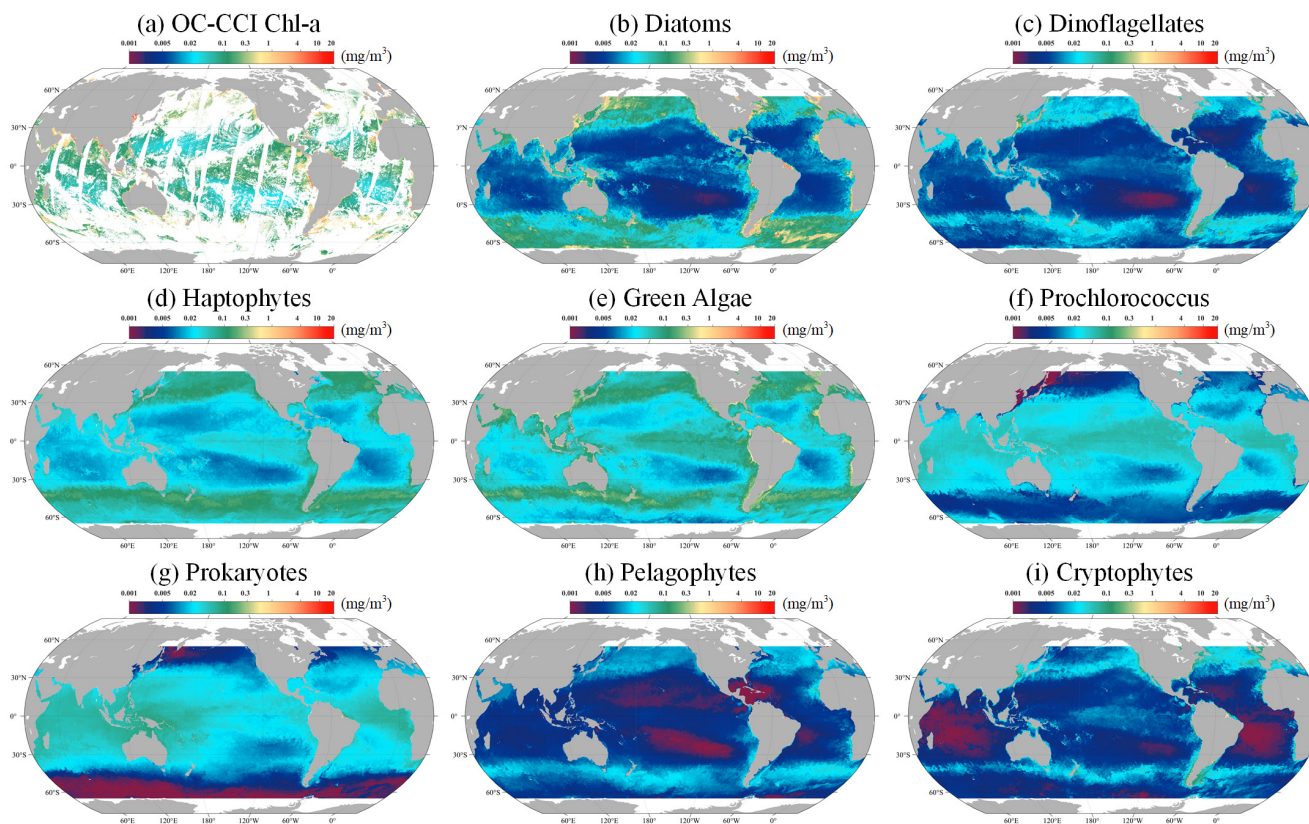 (a) OC-CCI Chl-a
0.001 0.005 0.02 0.1 0.3 1 4 10 20 (mg/m³)
60°N
30°N
0°
30°S
60°S
60°E 120°E 180° 120°W 60°W 0°
(b) Diatoms
0.001 0.005 0.02 0.1 0.3 1 4 10 20 (mg/m³)
60°N
7°N
0°
30°S
60°S
60°E 120°E 180° 120°W 60°W 0°
(c) Dinoflagellates
0.001 0.005 0.02 0.1 0.3 1 4 10 20 (mg/m³)
60°N
30°N
0°
30°S
60°S
60°E 120°E 180° 120°W 60°W 0°
(d) Haptophytes
0.001 0.005 0.02 0.1 0.3 1 4 10 20 (mg/m³)
60°N
30°N
0°
30°S
60°S
60°E 120°E 180° 120°W 60°W 0°
(e) Green Algae
0.001 0.005 0.02 0.1 0.3 1 4 10 20 (mg/m³)
60°N
30°N
0°
30°S
60°S
60°E 120°E 180° 120°W 60°W 0°
(f) Prochlorococcus
0.001 0.005 0.02 0.1 0.3 1 4 10 20 (mg/m³)
60°N
30°N
0°
30°S
60°S
60°E 120°E 180° 120°W 60°W 0°
(g) Prokaryotes
0.001 0.005 0.02 0.1 0.3 1 4 10 20 (mg/m³)
60°N
30°N
0°
30°S
60°S
60°E 120°E 180° 120°W 60°W 0°
(h) Pelagophytes
0.001 0.005 0.02 0.1 0.3 1 4 10 20 (mg/m³)
60°N
30°N
0°
30°S
60°S
60°E 120°E 180° 120°W 60°W 0°
(i) Cryptophytes
0.001 0.005 0.02 0.1 0.3 1 4 10 20 (mg/m³)
60°N
30°N
0°
30°S
60°S
60°E 120°E 180° 120°W 60°W 0°